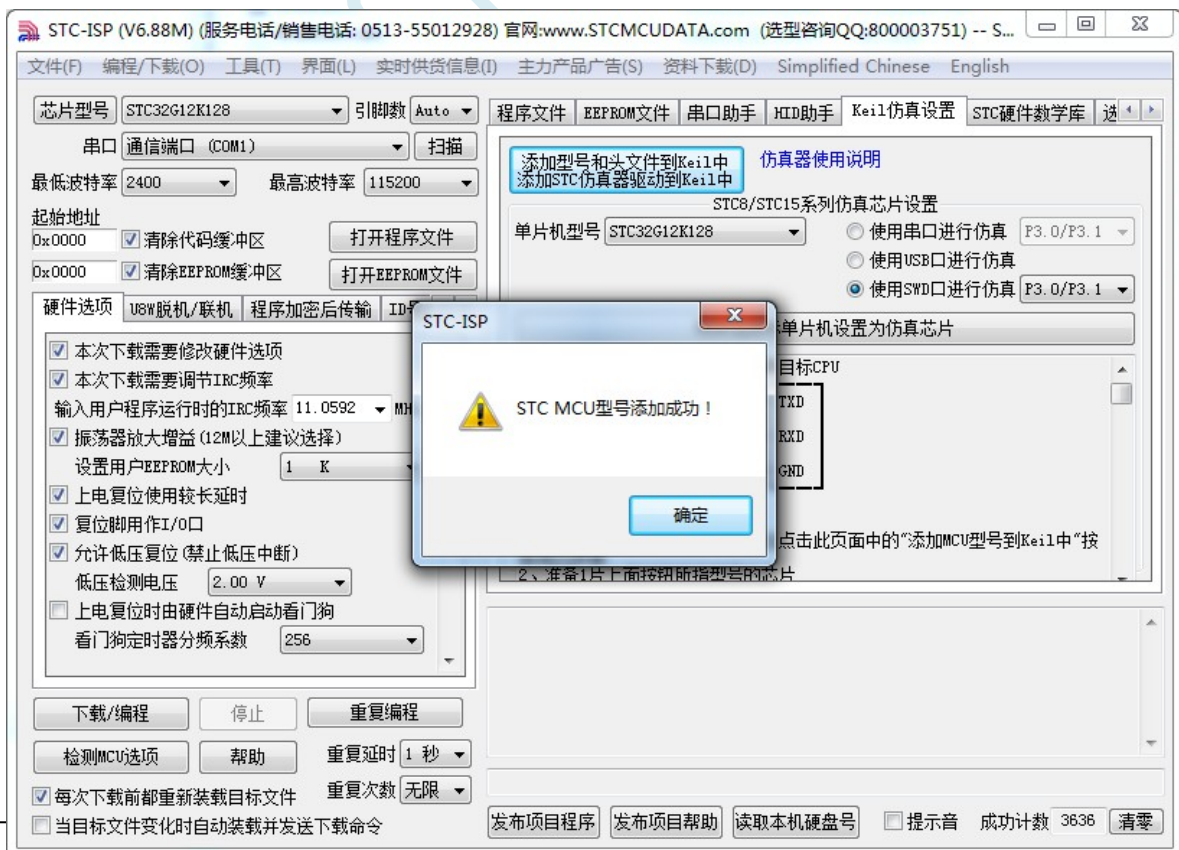 STC-ISP (V6.88M) (服务电话/销售电话: 0513-55012928) 官网:www.STCMCUDATA.com (选型咨询QQ:800003751) -- S...
文件(F) 编程/下载(O) 工具(T) 界面(L) 实时供货信息(I) 主力产品广告(S) 资料下载(D) Simplified Chinese English
芯片型号 STC32G12K128 引脚数 Auto
串口 通信端口 (COM1) 扫描
最低波特率 2400 最高波特率 115200
起始地址
0x0000 清除代码缓冲区 打开程序文件
0x0000 清除EEPROM缓冲区 打开EEPROM文件
硬件选项 U8W脱机/联机 程序加密后传输
本次下载需要修改硬件选项
本次下载需要调节IRC频率
输入用户程序运行时的IRC频率 11.0592
振荡器放大增益(12M以上建议选择)
设置用户EEPROM大小 1 K
上电复位使用较长延时
复位脚用作I/O口
允许低压复位(禁止低压中断)
低压检测电压 2.00 V
上电复位时由硬件自动启动看门狗
看门狗定时器分频系数 256
下载/编程 停止 重复编程
检测MCU选项 帮助 重复延时 1 秒
每次下载前都重新装载目标文件 重复次数 无限
当目标文件变化时自动装载并发送下载命令
程序文件 EEPROM文件 串口助手 HID助手 Keil仿真设置 STC硬件数学库 选
添加型号和头文件到Keil中
添加STC仿真器驱动到Keil中
仿真器使用说明
STC8/STC15系列仿真芯片设置
单片机型号 STC32G12K128 使用串口进行仿真 P3.0/P3.1
使用USB口进行仿真
使用SWD口进行仿真 P3.0/P3.1
单片机设置为仿真芯片
目标CPU
TXD
RXD
GND
点击此页面中的“添加MCU型号到Keil中”按
2、准备1片上面按钮所指型号的芯片
STC-ISP
STC MCU型号添加成功！
确定
发布项目程序 发布项目帮助 读取本机硬盘号 提示音 成功计数 3636 清零